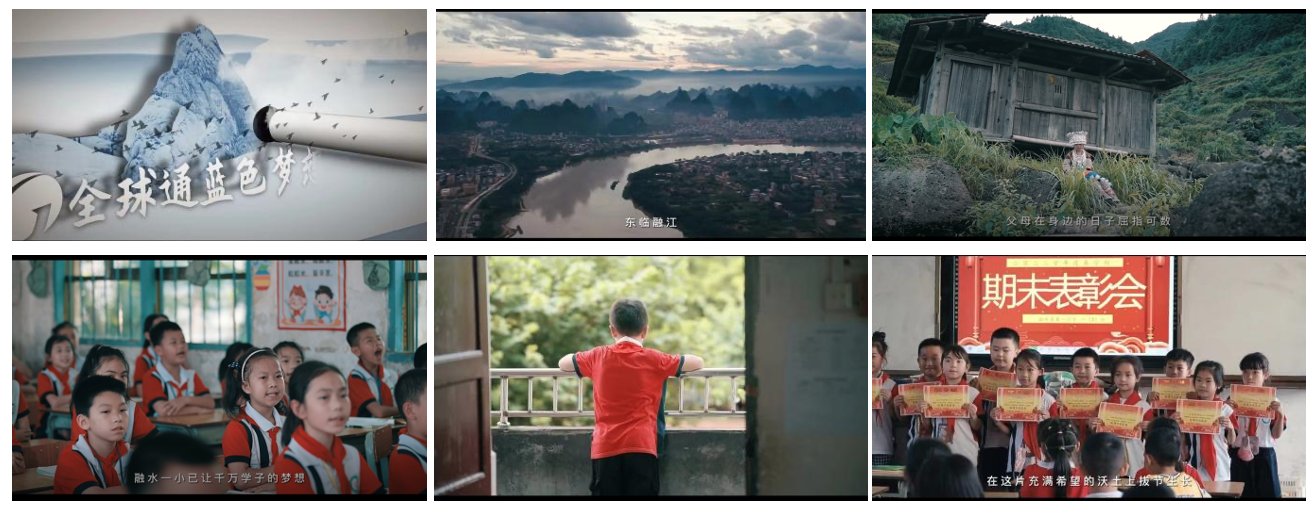 全球通蓝色梦
东临融江
父母在身边的日子屈指可数
融水一小已让千万学子的梦想
期末表彰会
在这片充满希望的沃土上拔节生长